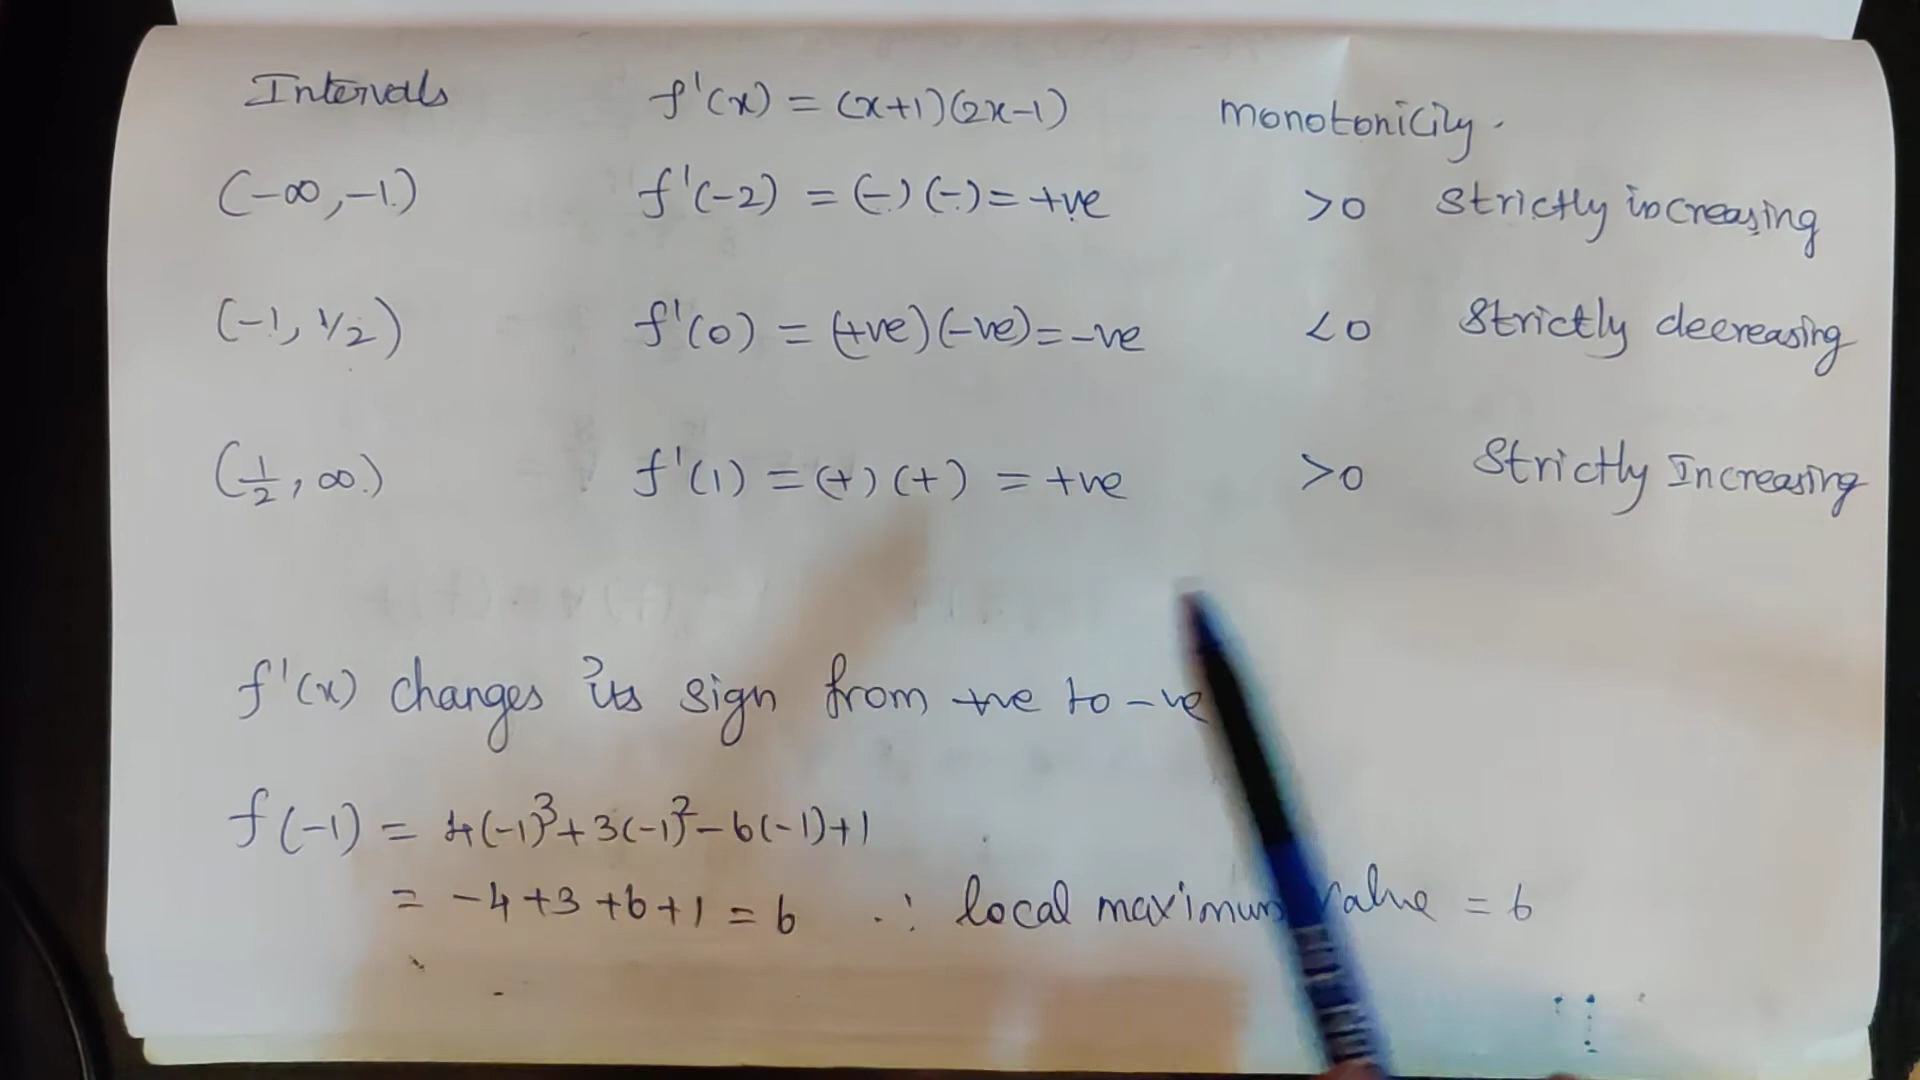 Intervals f'(x) = (x+1)(2x-1) monotonicity.
(-∞,-1) f'(-2) = (-)(-) = +ve >0 Strictly increasing
(-1, 1/2) f'(0) = (+ve)(-ve) = -ve <0 Strictly decreasing
(1/2, ∞) f'(1) = (+)(+) = +ve >0 Strictly Increasing
f'(x) changes its sign from +ve to -ve
f(-1) = 4(-1)³+3(-1)²-6(-1)+1
= -4+3+6+1 = 6 ∴ local maximum value = 6